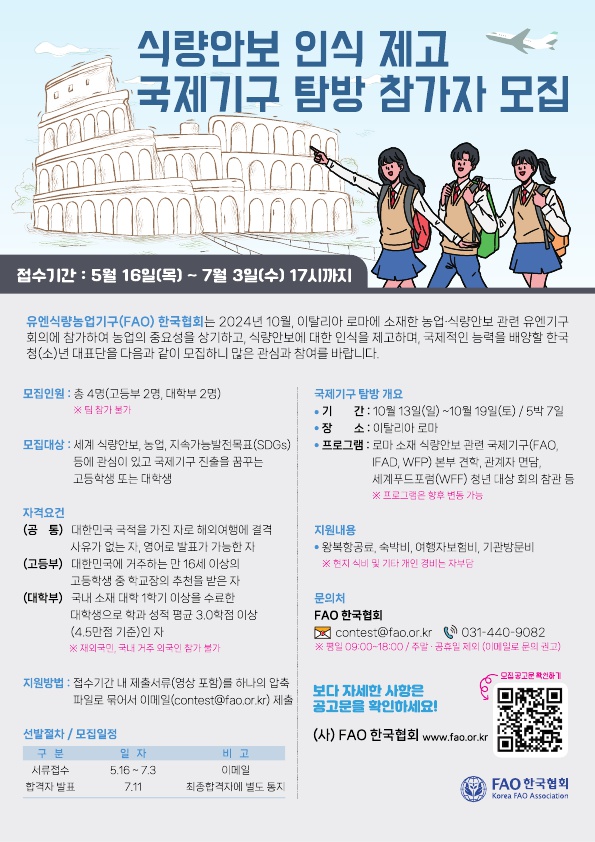 식량안보 인식 제고
국제기구 탐방 참가자 모집
접수기간 : 5월 16일(목) ~ 7월 3일(수) 17시까지
유엔식량농업기구(FAO) 한국협회는 2024년 10월, 이탈리아 로마에 소재한 농업·식량안보 관련 유엔기구
회의에 참가하여 농업의 중요성을 상기하고, 식량안보에 대한 인식을 제고하며, 국제적인 능력을 배양할 한국
청(소)년 대표단을 다음과 같이 모집하니 많은 관심과 참여를 바랍니다.
모집인원 : 총 4명(고등부 2명, 대학부 2명)
※ 팀 참가 불가
모집대상 : 세계 식량안보, 농업, 지속가능발전목표(SDGs)
등에 관심이 있고 국제기구 진출을 꿈꾸는
고등학생 또는 대학생
자격요건
(공 통) 대한민국 국적을 가진 자로 해외여행에 결격
사유가 없는 자, 영어로 발표가 가능한 자
(고등부) 대한민국에 거주하는 만 16세 이상의
고등학생 중 학교장의 추천을 받은 자
(대학부) 국내 소재 대학 1학기 이상을 수료한
대학생으로 학과 성적 평균 3.0학점 이상
(4.5만점 기준)인 자
※ 재외국민, 국내 거주 외국인 참가 불가
지원방법 : 접수기간 내 제출서류(영상 포함)를 하나의 압축
파일로 묶어서 이메일(contest@fao.or.kr) 제출
선발절차 / 모집일정
구 분 일 자 비 고
서류접수 5.16 ~ 7.3 이메일
합격자 발표 7.11 최종합격자에 별도 통지
국제기구 탐방 개요
• 기 간 : 10월 13일(일) ~10월 19일(토) / 5박 7일
• 장 소 : 이탈리아 로마
• 프로그램 : 로마 소재 식량안보 관련 국제기구(FAO,
IFAD, WFP) 본부 견학, 관계자 면담,
세계푸드포럼(WFF) 청년 대상 회의 참관 등
※ 프로그램은 향후 변동 가능
지원내용
• 왕복항공료, 숙박비, 여행자보험비, 기관방문비
※ 현지 식비 및 기타 개인 경비는 자부담
문의처
FAO 한국협회
contest@fao.or.kr 031-440-9082
※ 평일 09:00~18:00 / 주말·공휴일 제외 (이메일로 문의 권고)
모집공고문 확인하기
보다 자세한 사항은
공고문을 확인하세요!
(사) FAO 한국협회 www.fao.or.kr
FAO 한국협회
Korea FAO Association